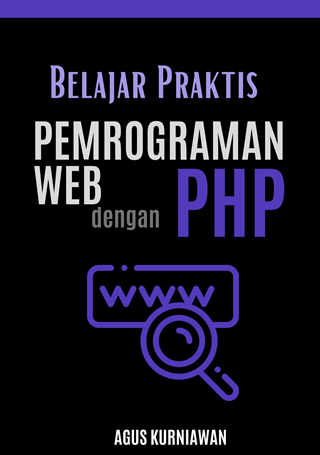 BELAJAR PRAKTIS
PEMROGRAMAN
WEB
dengan PHP
www
AGUS KURNIAWAN